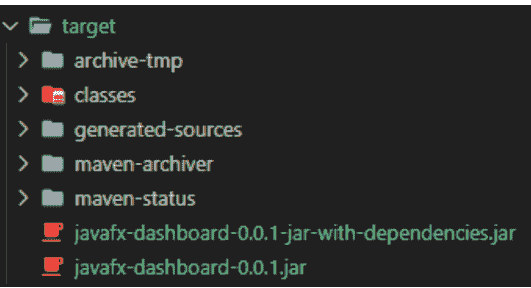 target
archive-tmp
classes
generated-sources
maven-archiver
maven-status
javafx-dashboard-0.0.1-jar-with-dependencies.jar
javafx-dashboard-0.0.1.jar